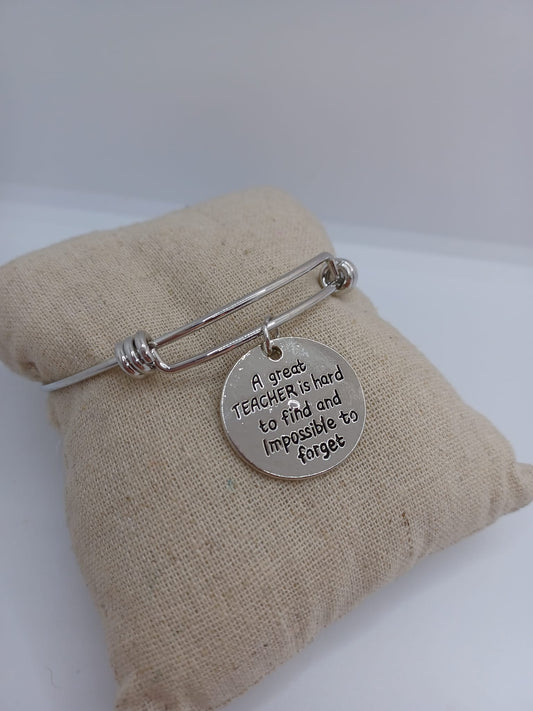 A great
TEACHER is hard
to find and
Impossible to
forget